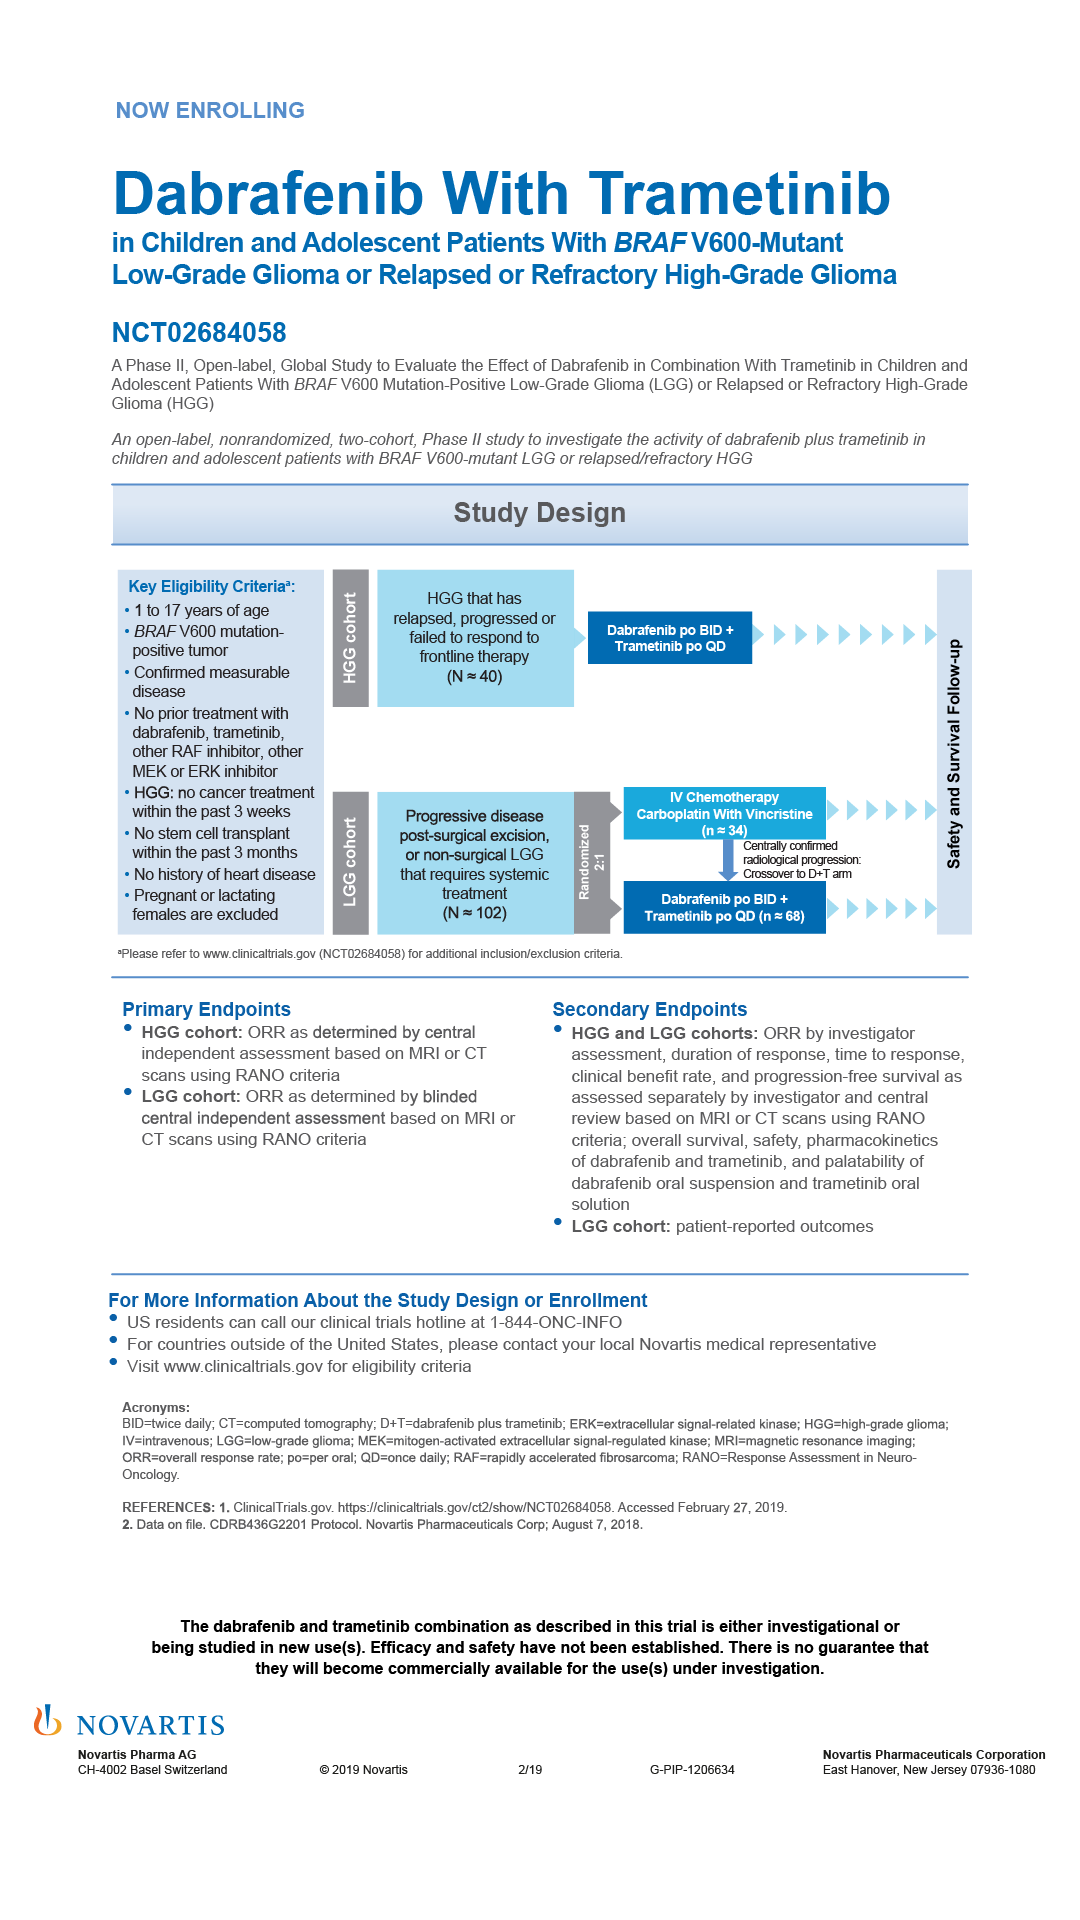 NOW ENROLLING
Dabrafenib With Trametinib
in Children and Adolescent Patients With BRAF V600-Mutant
Low-Grade Glioma or Relapsed or Refractory High-Grade Glioma
NCT02684058
A Phase II, Open-label, Global Study to Evaluate the Effect of Dabrafenib in Combination With Trametinib in Children and
Adolescent Patients With BRAF V600 Mutation-Positive Low-Grade Glioma (LGG) or Relapsed or Refractory High-Grade
Glioma (HGG)
An open-label, nonrandomized, two-cohort, Phase II study to investigate the activity of dabrafenib plus trametinib in
children and adolescent patients with BRAF V600-mutant LGG or relapsed/refractory HGG
Study Design
Key Eligibility Criteriaᵃ:
• 1 to 17 years of age
• BRAF V600 mutation-
positive tumor
• Confirmed measurable
disease
• No prior treatment with
dabrafenib, trametinib,
other RAF inhibitor, other
MEK or ERK inhibitor
• HGG: no cancer treatment
within the past 3 weeks
• No stem cell transplant
within the past 3 months
• No history of heart disease
• Pregnant or lactating
females are excluded
HGG cohort
HGG that has
relapsed, progressed or
failed to respond to
frontline therapy
(N ≈ 40)
Dabrafenib po BID +
Trametinib po QD
LGG cohort
Progressive disease
post-surgical excision,
or non-surgical LGG
that requires systemic
treatment
(N ≈ 102)
Randomized
2:1
IV Chemotherapy
Carboplatin With Vincristine
(n ≈ 34)
Centrally confirmed
radiological progression:
Crossover to D+T arm
Dabrafenib po BID +
Trametinib po QD (n ≈ 68)
Safety and Survival Follow-up
ᵃPlease refer to www.clinicaltrials.gov (NCT02684058) for additional inclusion/exclusion criteria.
Primary Endpoints
• HGG cohort: ORR as determined by central
independent assessment based on MRI or CT
scans using RANO criteria
• LGG cohort: ORR as determined by blinded
central independent assessment based on MRI or
CT scans using RANO criteria
Secondary Endpoints
• HGG and LGG cohorts: ORR by investigator
assessment, duration of response, time to response,
clinical benefit rate, and progression-free survival as
assessed separately by investigator and central
review based on MRI or CT scans using RANO
criteria; overall survival, safety, pharmacokinetics
of dabrafenib and trametinib, and palatability of
dabrafenib oral suspension and trametinib oral
solution
• LGG cohort: patient-reported outcomes
For More Information About the Study Design or Enrollment
• US residents can call our clinical trials hotline at 1-844-ONC-INFO
• For countries outside of the United States, please contact your local Novartis medical representative
• Visit www.clinicaltrials.gov for eligibility criteria
Acronyms:
BID=twice daily; CT=computed tomography; D+T=dabrafenib plus trametinib; ERK=extracellular signal-related kinase; HGG=high-grade glioma;
IV=intravenous; LGG=low-grade glioma; MEK=mitogen-activated extracellular signal-regulated kinase; MRI=magnetic resonance imaging;
ORR=overall response rate; po=per oral; QD=once daily; RAF=rapidly accelerated fibrosarcoma; RANO=Response Assessment in Neuro-
Oncology.
REFERENCES: 1. ClinicalTrials.gov. https://clinicaltrials.gov/ct2/show/NCT02684058. Accessed February 27, 2019.
2. Data on file. CDRB436G2201 Protocol. Novartis Pharmaceuticals Corp; August 7, 2018.
The dabrafenib and trametinib combination as described in this trial is either investigational or
being studied in new use(s). Efficacy and safety have not been established. There is no guarantee that
they will become commercially available for the use(s) under investigation.
NOVARTIS
Novartis Pharma AG
CH-4002 Basel Switzerland
© 2019 Novartis
2/19
G-PIP-1206634
Novartis Pharmaceuticals Corporation
East Hanover, New Jersey 07936-1080